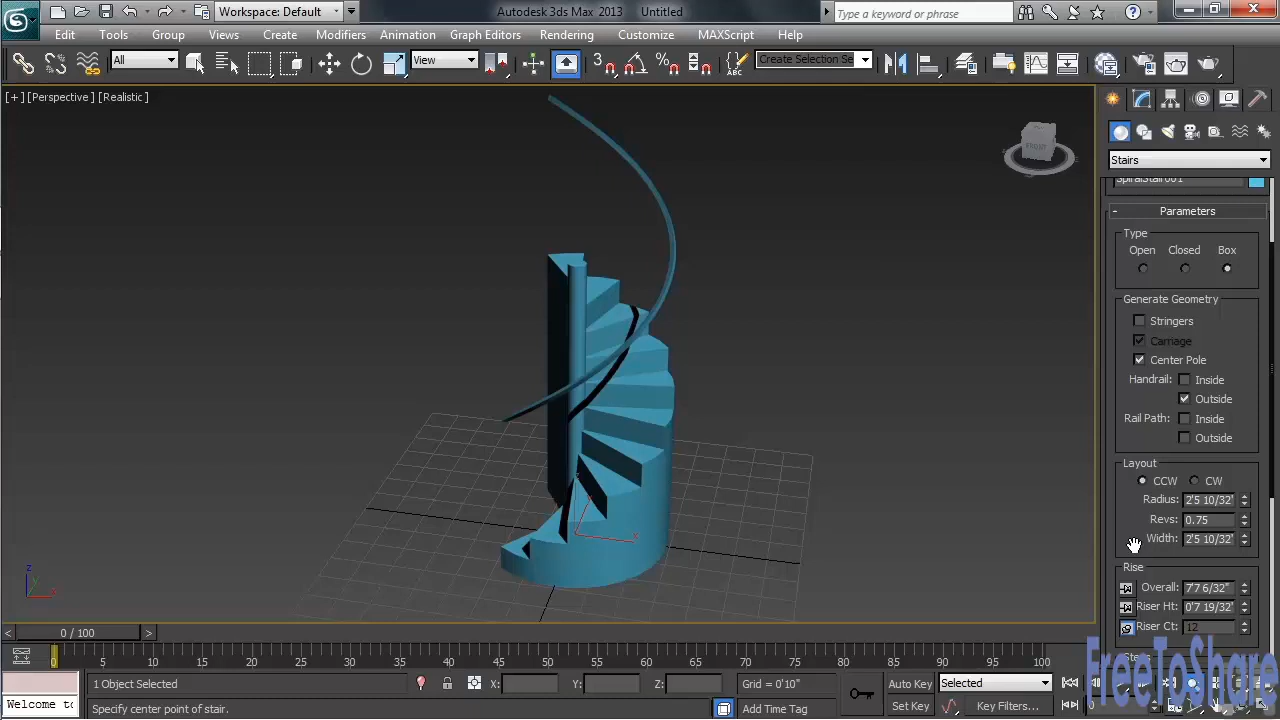 Workspace: Default
Autodesk 3ds Max 2013 Untitled
Type a keyword or phrase
Edit Tools Group Views Create Modifiers Animation Graph Editors Rendering Customize MAXScript Help
All View 3 Create Selection Se
[+] [Perspective] [Realistic]
FRONT
Stairs
SpiralStair001
- Parameters
Type
Open Closed Box
Generate Geometry
Stringers
Carriage
Center Pole
Handrail: Inside
Outside
Rail Path: Inside
Outside
Layout
CCW CW
Radius: 2'5 10/32"
Revs: 0.75
Width: 2'5 10/32"
Rise
Overall: 7'7 6/32"
Riser Ht: 0'7 19/32"
Riser Ct: 12
z
y
x
x
< 0 / 100 >
0 5 10 15 20 25 30 35 40 45 50 55 60 65 70 75 80 85 90 95 100
1 Object Selected X: Y: Z: Grid = 0'10" Auto Key Selected
Welcome to Specify center point of stair. Add Time Tag Set Key Key Filters... 0
FreeToShare